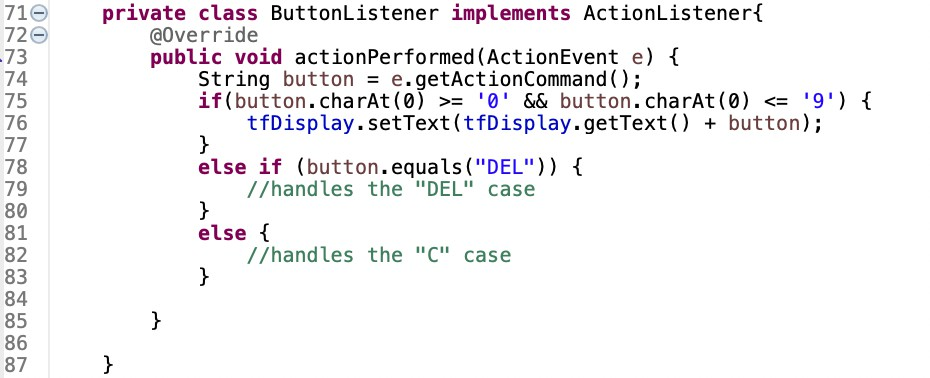 71 private class ButtonListener implements ActionListener{
72 @Override
73 public void actionPerformed(ActionEvent e) {
74 String button = e.getActionCommand();
75 if(button.charAt(0) >= '0' && button.charAt(0) <= '9') {
76 tfDisplay.setText(tfDisplay.getText() + button);
77 }
78 else if (button.equals("DEL")) {
79 //handles the "DEL" case
80 }
81 else {
82 //handles the "C" case
83 }
84
85 }
86
87 }